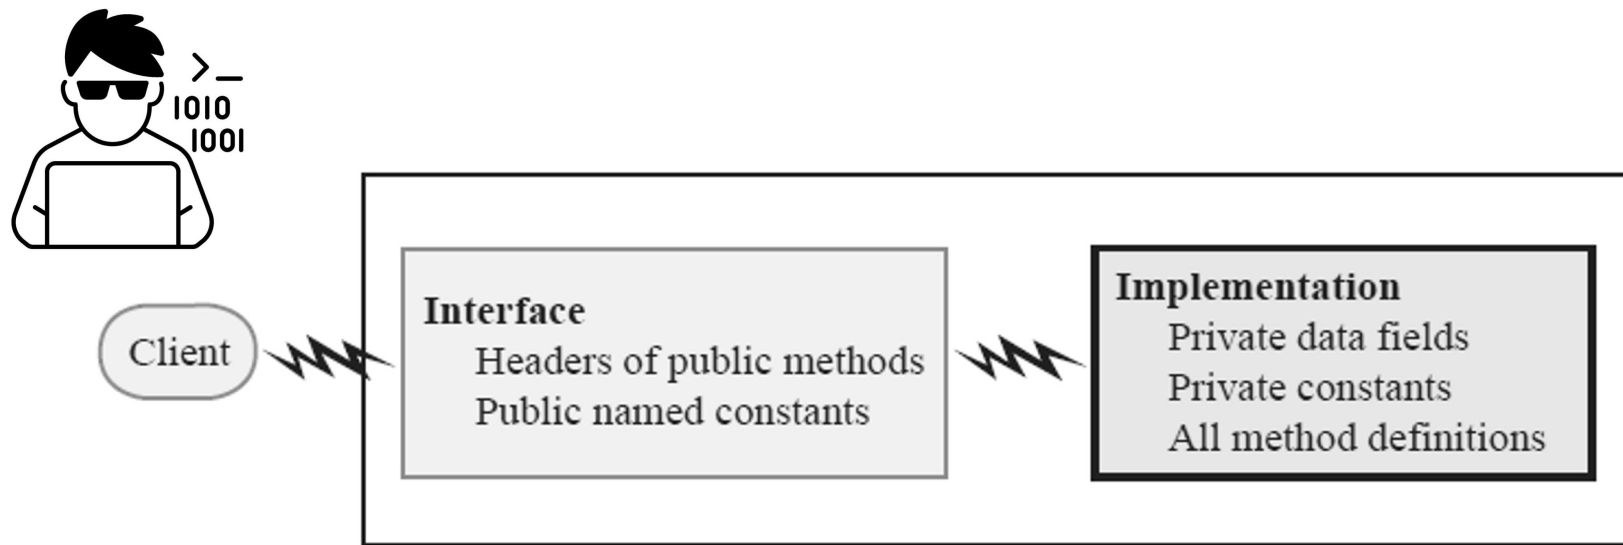 >_
1010
1001
Client
Interface
Headers of public methods
Public named constants
Implementation
Private data fields
Private constants
All method definitions